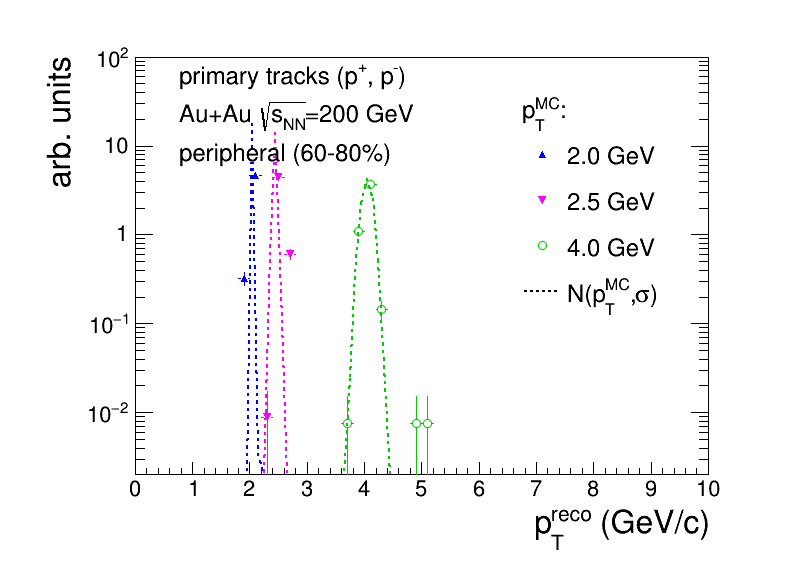 arb. units
10²
10
1
10⁻¹
10⁻²
primary tracks (p⁺, p⁻)
Au+Au √s_NN=200 GeV
peripheral (60-80%)
p_T^MC:
2.0 GeV
2.5 GeV
4.0 GeV
N(p_T^MC,σ)
0 1 2 3 4 5 6 7 8 9 10
p_T^reco (GeV/c)